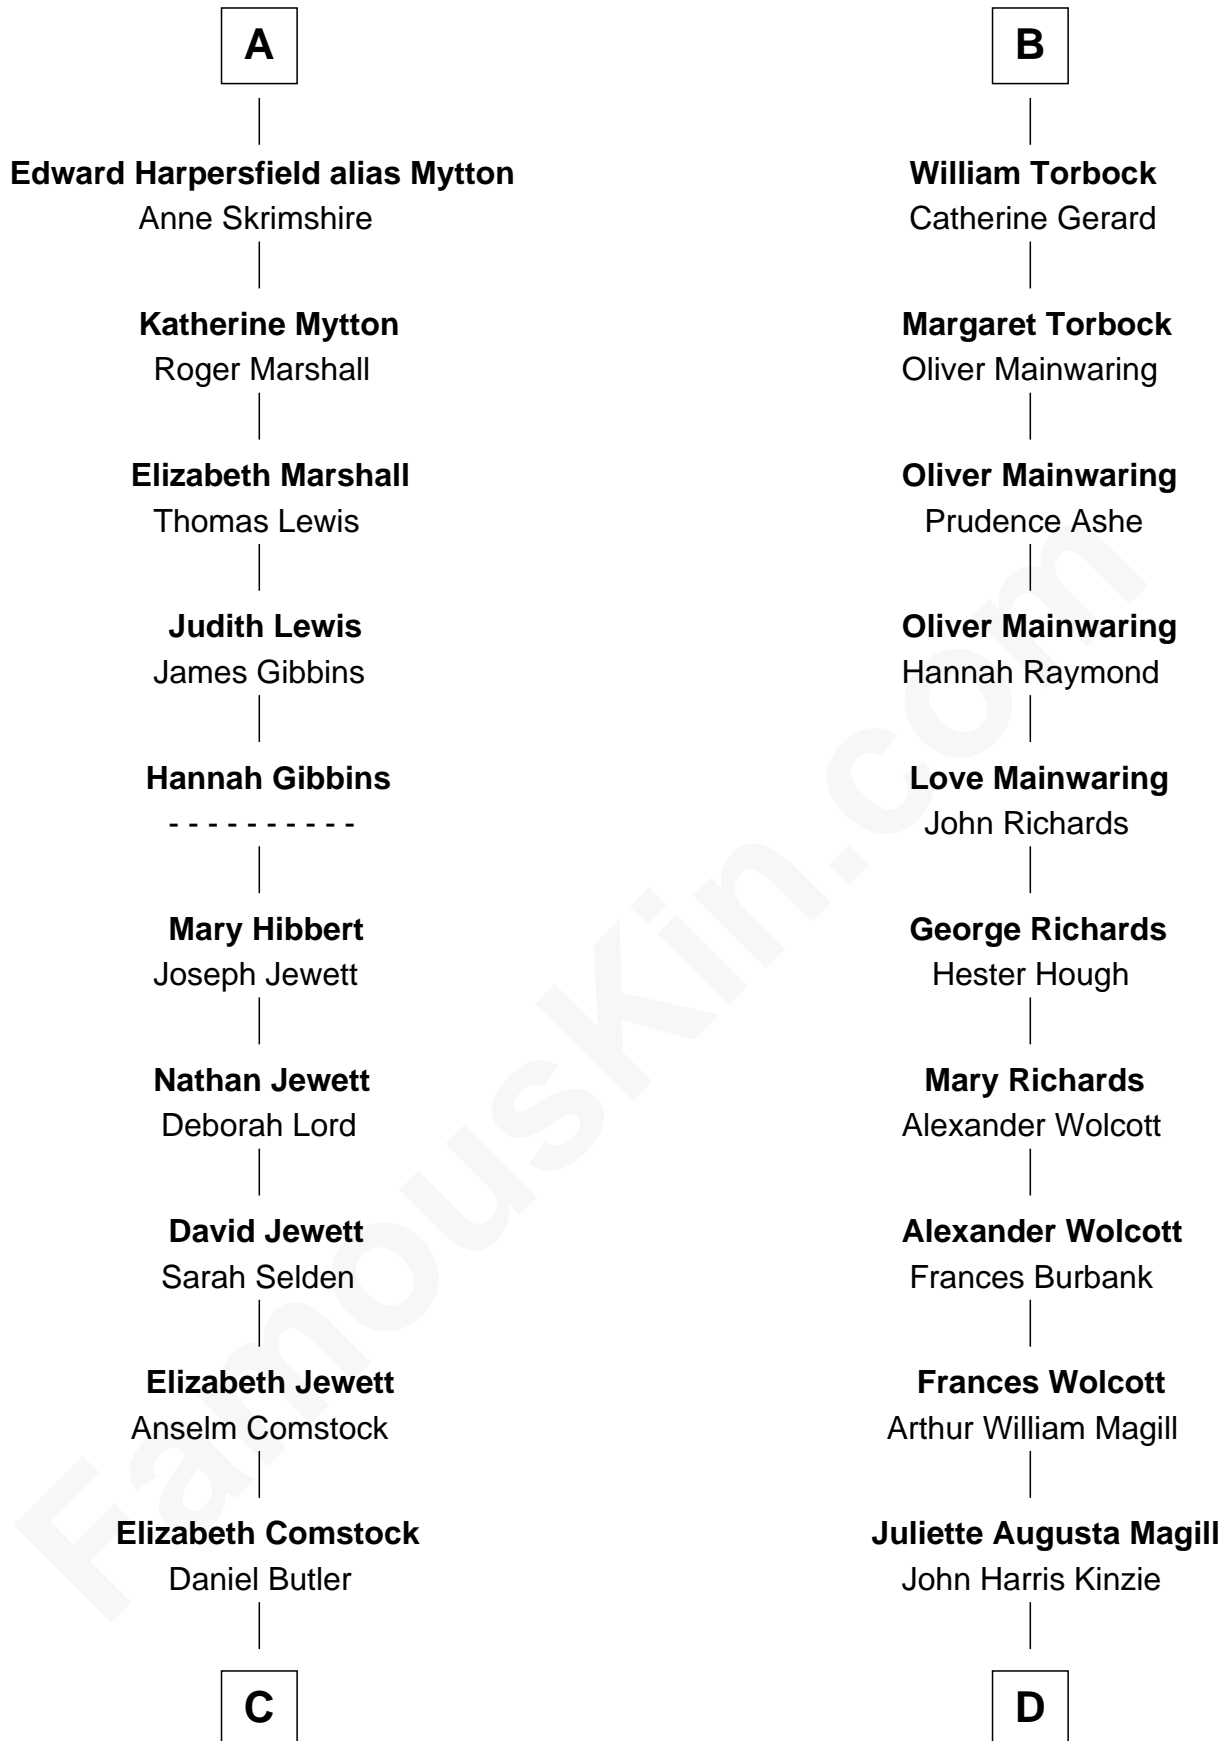 A
Edward Harpersfield alias Mytton
Anne Skrimshire
Katherine Mytton
Roger Marshall
Elizabeth Marshall
Thomas Lewis
Judith Lewis
James Gibbins
Hannah Gibbins
- - - - - - - - - -
Mary Hibbert
Joseph Jewett
Nathan Jewett
Deborah Lord
David Jewett
Sarah Selden
Elizabeth Jewett
Anselm Comstock
Elizabeth Comstock
Daniel Butler
C
B
William Torbock
Catherine Gerard
Margaret Torbock
Oliver Mainwaring
Oliver Mainwaring
Prudence Ashe
Oliver Mainwaring
Hannah Raymond
Love Mainwaring
John Richards
George Richards
Hester Hough
Mary Richards
Alexander Wolcott
Alexander Wolcott
Frances Burbank
Frances Wolcott
Arthur William Magill
Juliette Augusta Magill
John Harris Kinzie
D
FamousKin.com